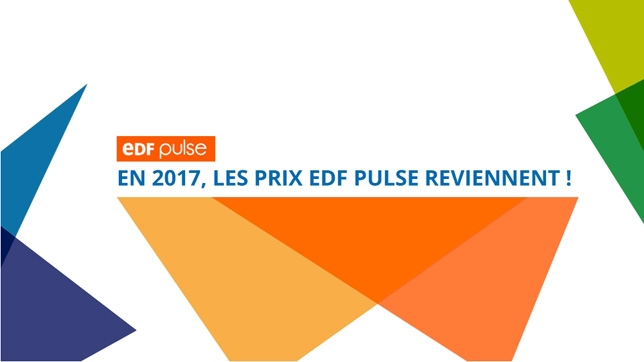 eDF pulse
EN 2017, LES PRIX EDF PULSE REVIENNENT !